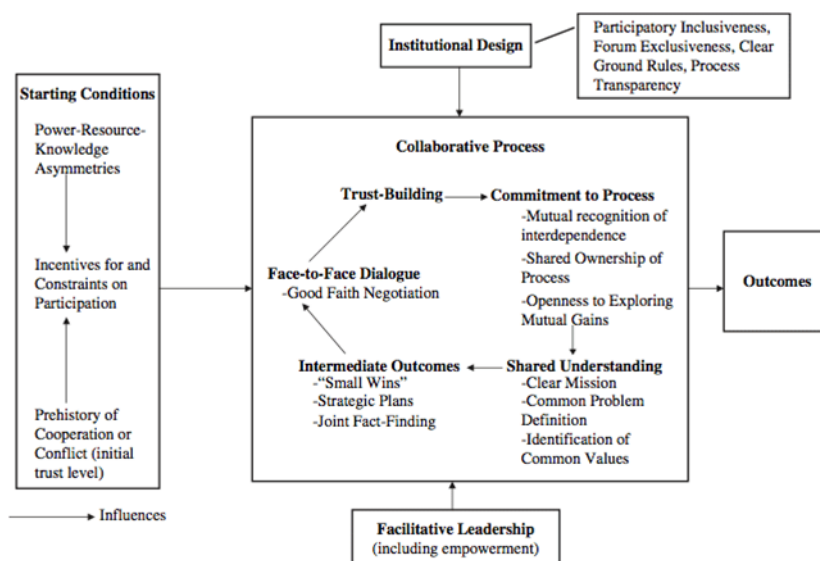 Institutional Design
Participatory Inclusiveness,
Forum Exclusiveness, Clear
Ground Rules, Process
Transparency
Starting Conditions
Power-Resource-
Knowledge
Asymmetries
Incentives for and
Constraints on
Participation
Prehistory of
Cooperation or
Conflict (initial
trust level)
Influences
Collaborative Process
Trust-Building
Commitment to Process
-Mutual recognition of
interdependence
-Shared Ownership of
Process
-Openness to Exploring
Mutual Gains
Face-to-Face Dialogue
-Good Faith Negotiation
Intermediate Outcomes
-“Small Wins”
-Strategic Plans
-Joint Fact-Finding
Shared Understanding
-Clear Mission
-Common Problem
Definition
-Identification of
Common Values
Outcomes
Facilitative Leadership
(including empowerment)